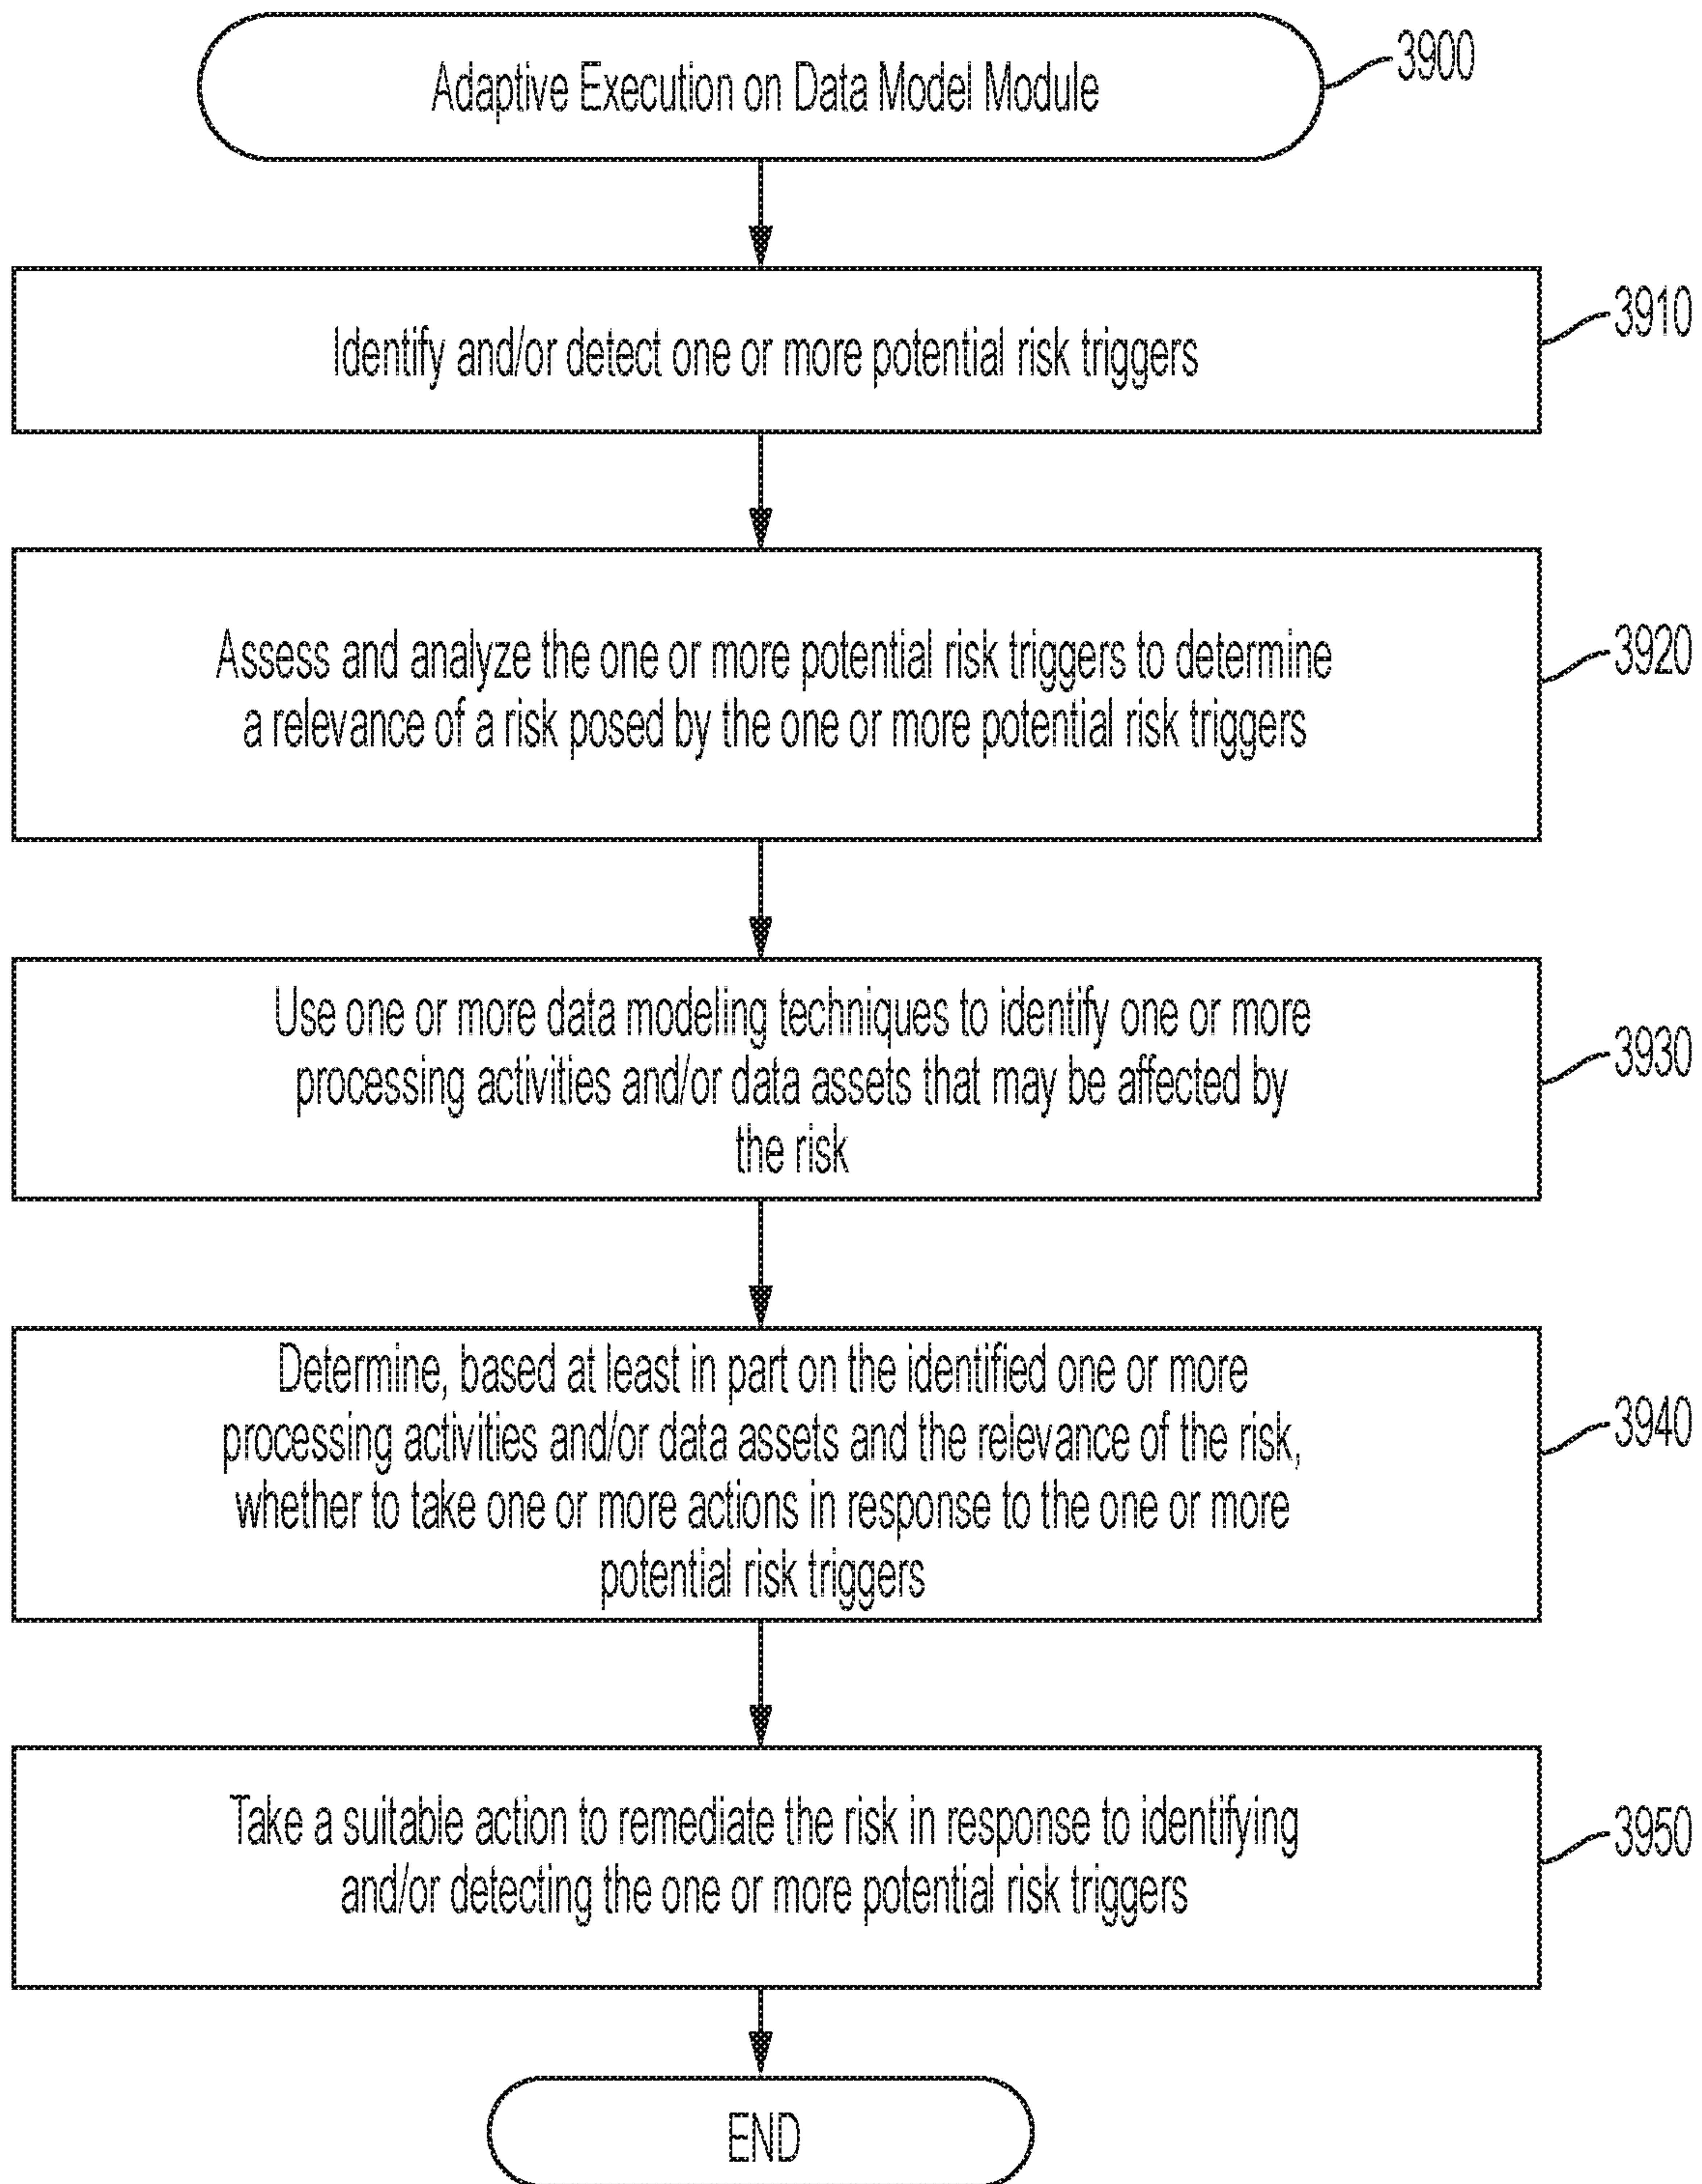 Adaptive Execution on Data Model Module
3900
Identify and/or detect one or more potential risk triggers
3910
Assess and analyze the one or more potential risk triggers to determine
a relevance of a risk posed by the one or more potential risk triggers
3920
Use one or more data modeling techniques to identify one or more
processing activities and/or data assets that may be affected by
the risk
3930
Determine, based at least in part on the identified one or more
processing activities and/or data assets and the relevance of the risk,
whether to take one or more actions in response to the one or more
potential risk triggers
3940
Take a suitable action to remediate the risk in response to identifying
and/or detecting the one or more potential risk triggers
3950
END